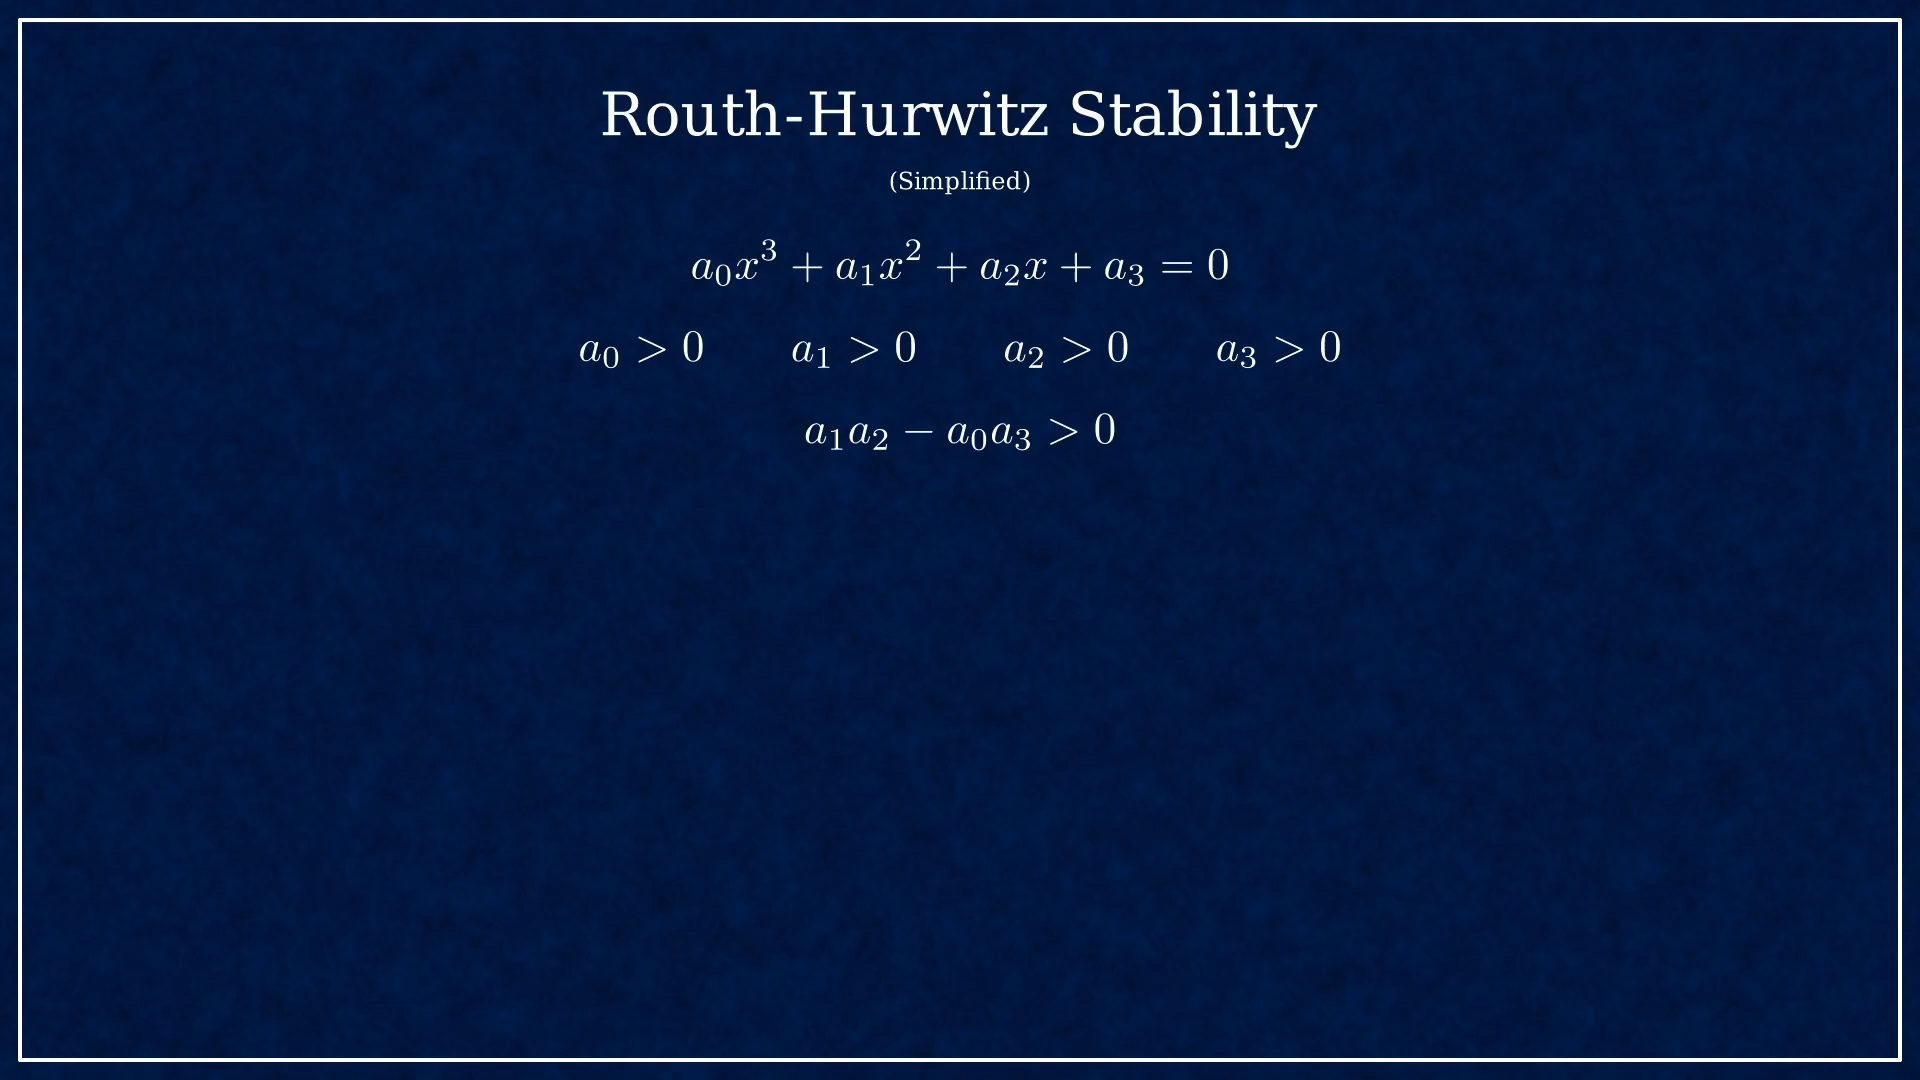 Routh-Hurwitz Stability
(Simplified)
a₀x³ + a₁x² + a₂x + a₃ = 0
a₀ > 0 a₁ > 0 a₂ > 0 a₃ > 0
a₁a₂ − a₀a₃ > 0